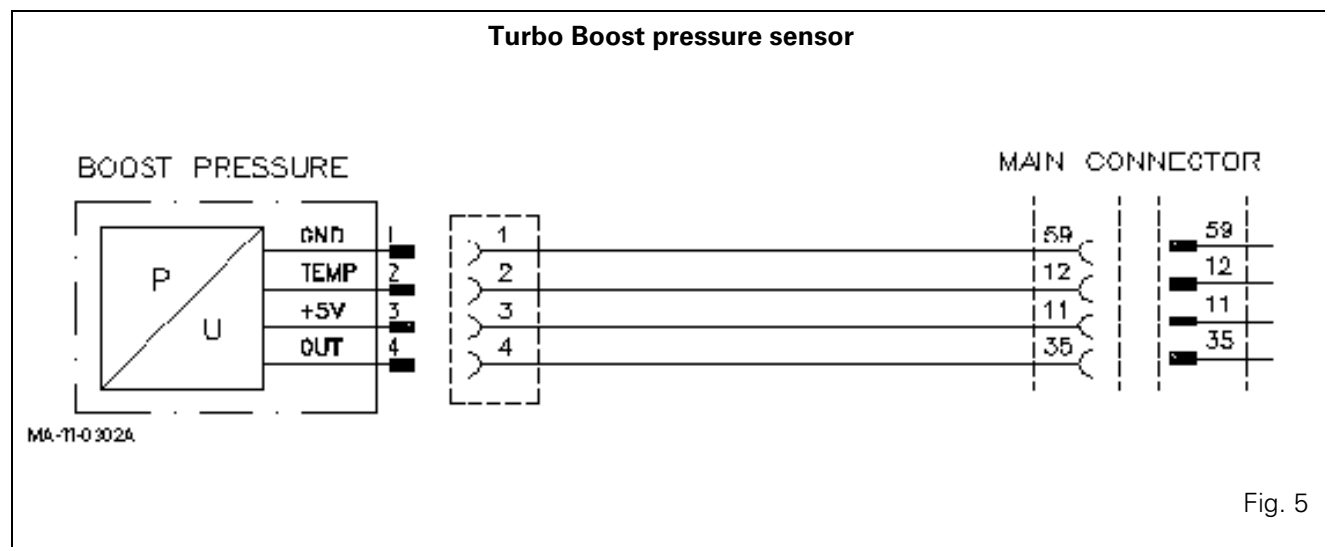 Turbo Boost pressure sensor
BOOST PRESSURE
MAIN CONNECTOR
GND 1 1 59 59
P TEMP 2 2 12 12
U +5V 3 3 11 11
OUT 4 4 35 35
MA-11-0302A
Fig. 5